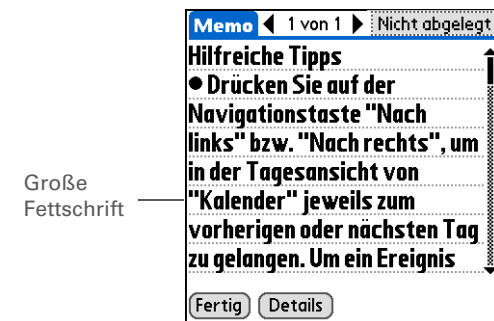 Memo 1 von 1 Nicht abgelegt
Hilfreiche Tipps
● Drücken Sie auf der
Navigationstaste "Nach
links" bzw. "Nach rechts", um
in der Tagesansicht von
"Kalender" jeweils zum
vorherigen oder nächsten Tag
zu gelangen. Um ein Ereignis
Fertig Details
Große
Fettschrift